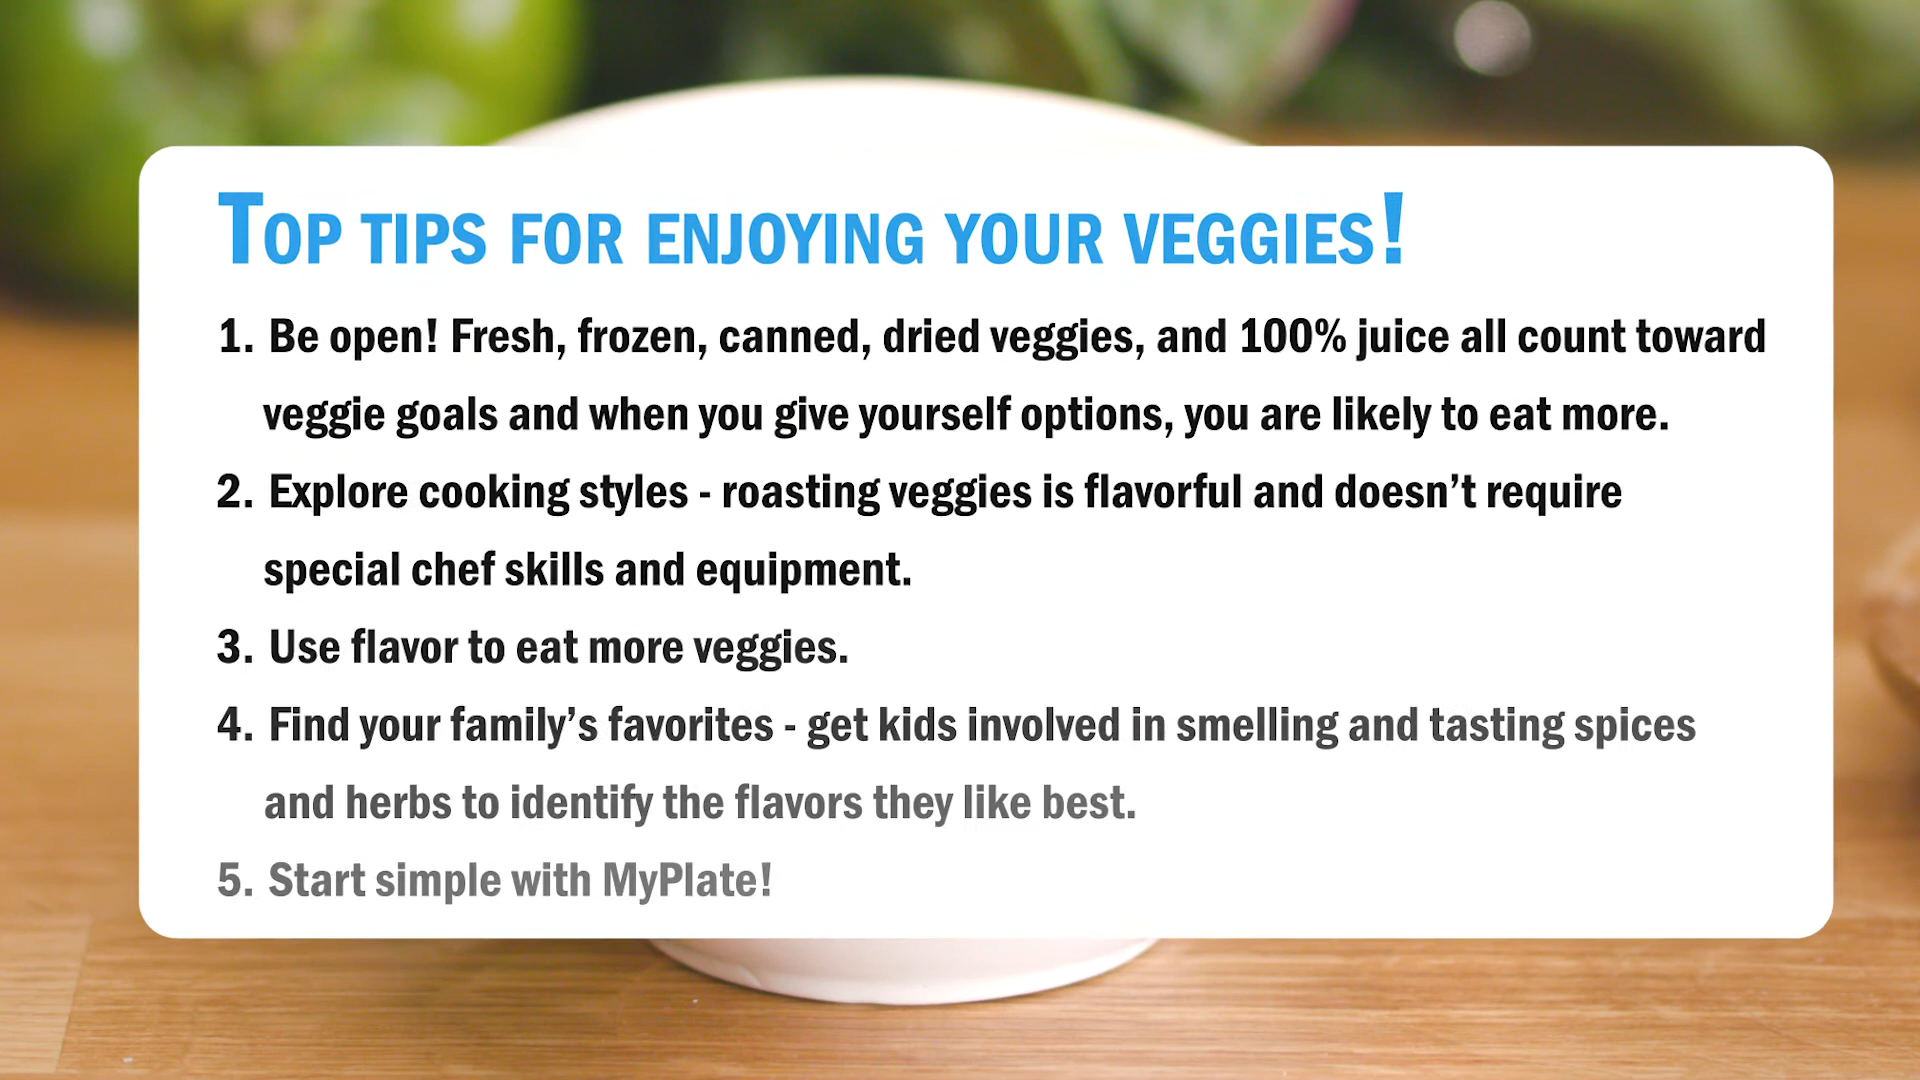 Top tips for enjoying your veggies!
1. Be open! Fresh, frozen, canned, dried veggies, and 100% juice all count toward
veggie goals and when you give yourself options, you are likely to eat more.
2. Explore cooking styles - roasting veggies is flavorful and doesn’t require
special chef skills and equipment.
3. Use flavor to eat more veggies.
4. Find your family’s favorites - get kids involved in smelling and tasting spices
and herbs to identify the flavors they like best.
5. Start simple with MyPlate!